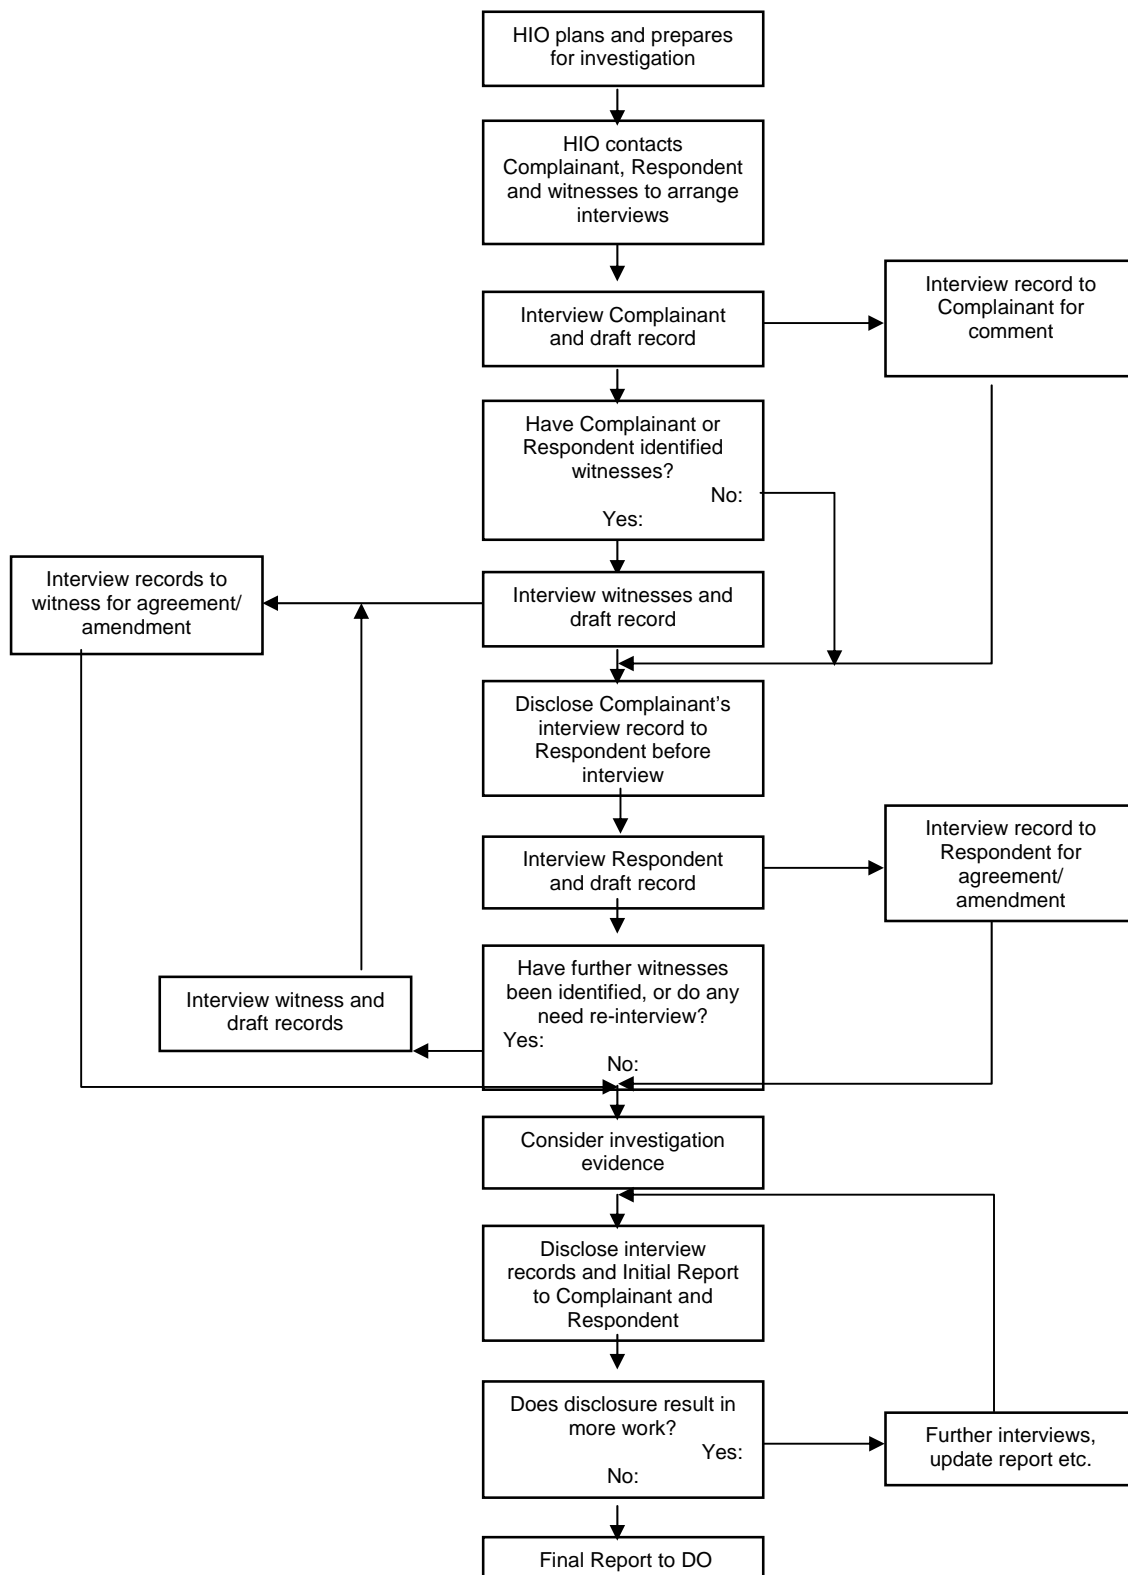 HIO plans and prepares
for investigation
HIO contacts
Complainant, Respondent
and witnesses to arrange
interviews
Interview Complainant
and draft record
Interview record to
Complainant for
comment
Have Complainant or
Respondent identified
witnesses?
No:
Yes:
Interview records to
witness for agreement/
amendment
Interview witnesses and
draft record
Disclose Complainant’s
interview record to
Respondent before
interview
Interview Respondent
and draft record
Interview record to
Respondent for
agreement/
amendment
Have further witnesses
been identified, or do any
need re-interview?
Yes:
No:
Interview witness and
draft records
Consider investigation
evidence
Disclose interview
records and Initial Report
to Complainant and
Respondent
Does disclosure result in
more work?
Yes:
No:
Further interviews,
update report etc.
Final Report to DO